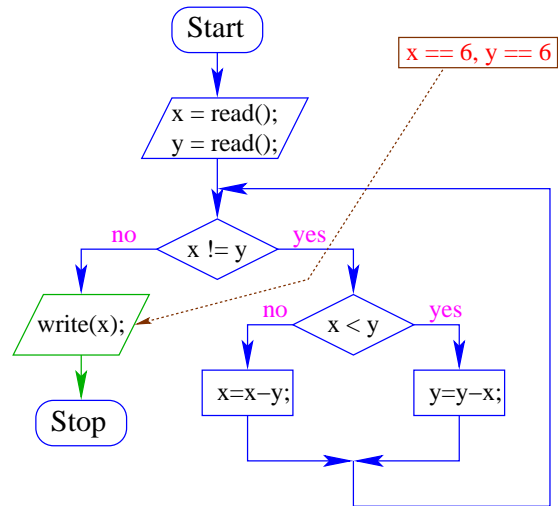 Start
x == 6, y == 6
x = read();
y = read();
no
x != y
yes
write(x);
no
x < y
yes
x=x−y;
y=y−x;
Stop